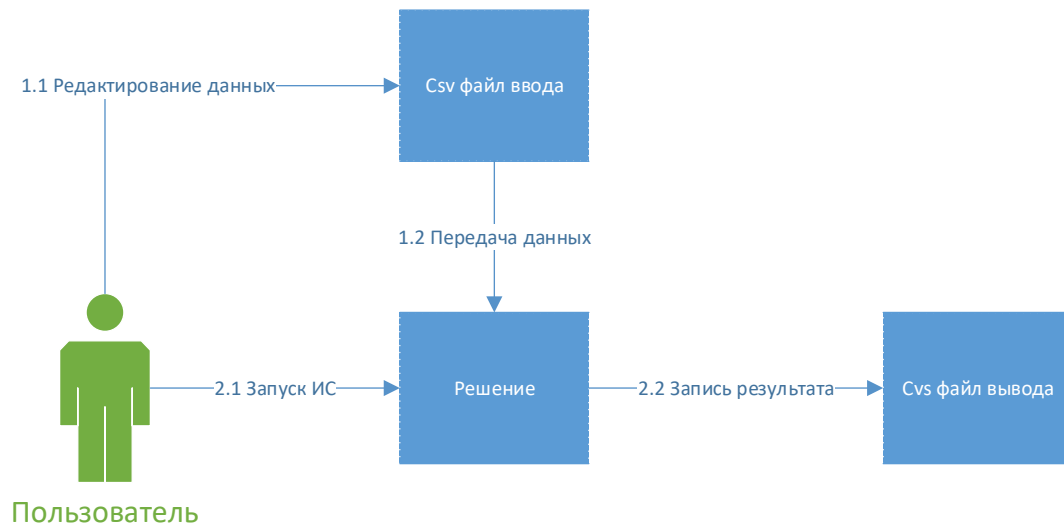 Csv файл ввода
1.1 Редактирование данных
1.2 Передача данных
2.1 Запуск ИС
Решение
2.2 Запись результата
Cvs файл вывода
Пользователь